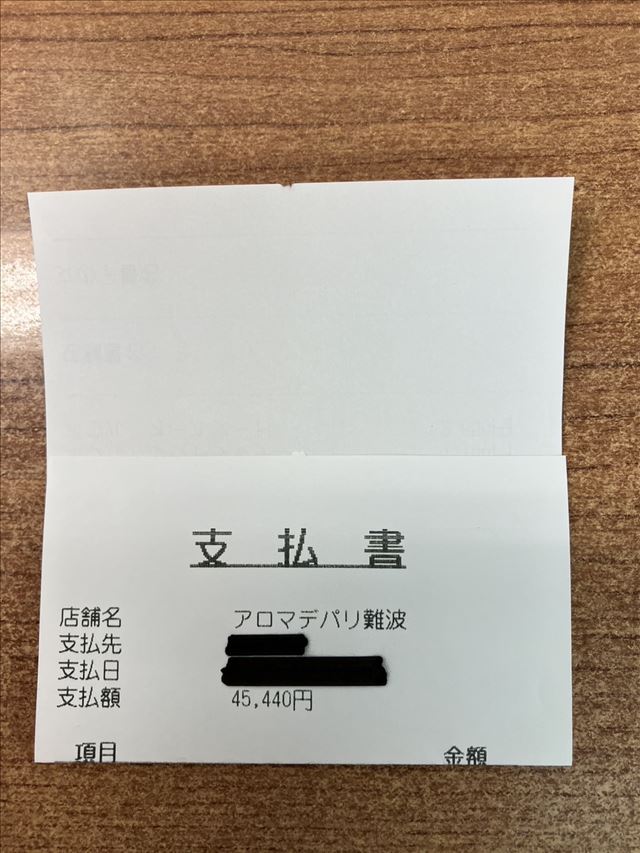 支払書
店舗名 アロマデパリ難波
支払先
支払日
支払額 45,440円
項目 金額